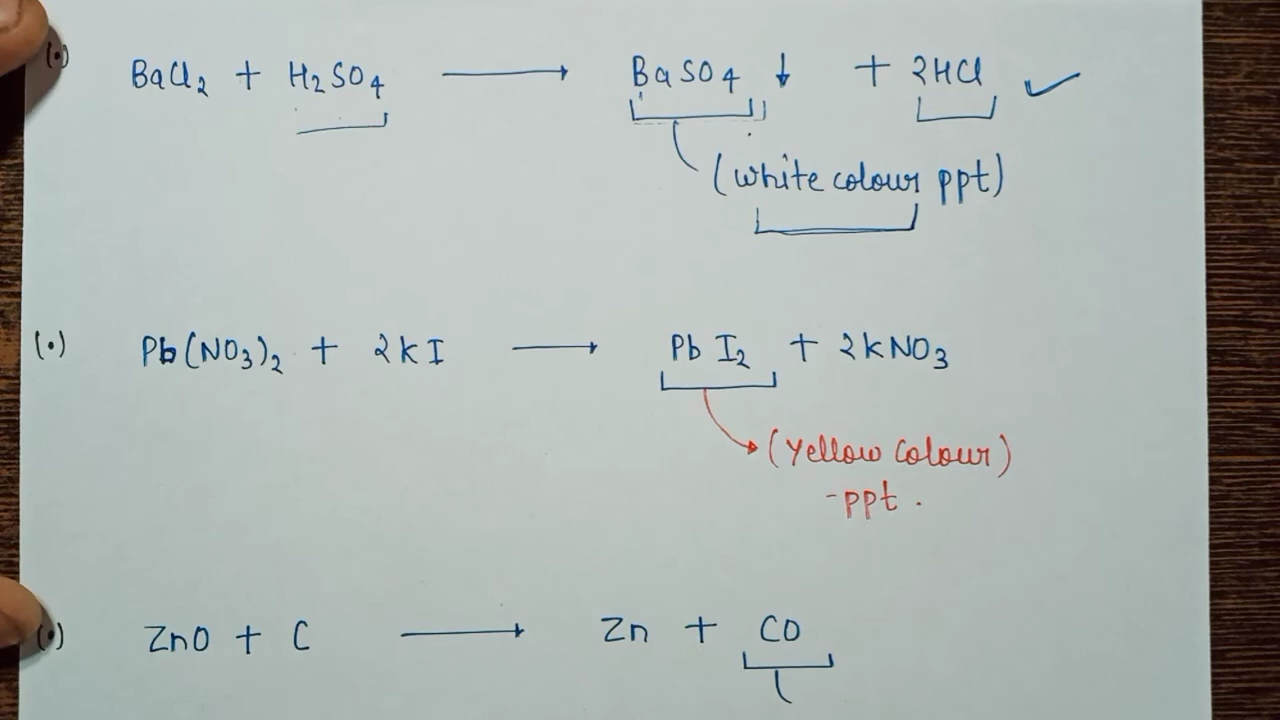 (•) BaCl₂ + H₂SO₄ ⟶ BaSO₄ ↓ + 2HCl ✓
(white colour ppt)
(•) Pb(NO₃)₂ + 2kI ⟶ PbI₂ + 2kNO₃
(Yellow colour)
-ppt.
(•) ZnO + C ⟶ Zn + CO